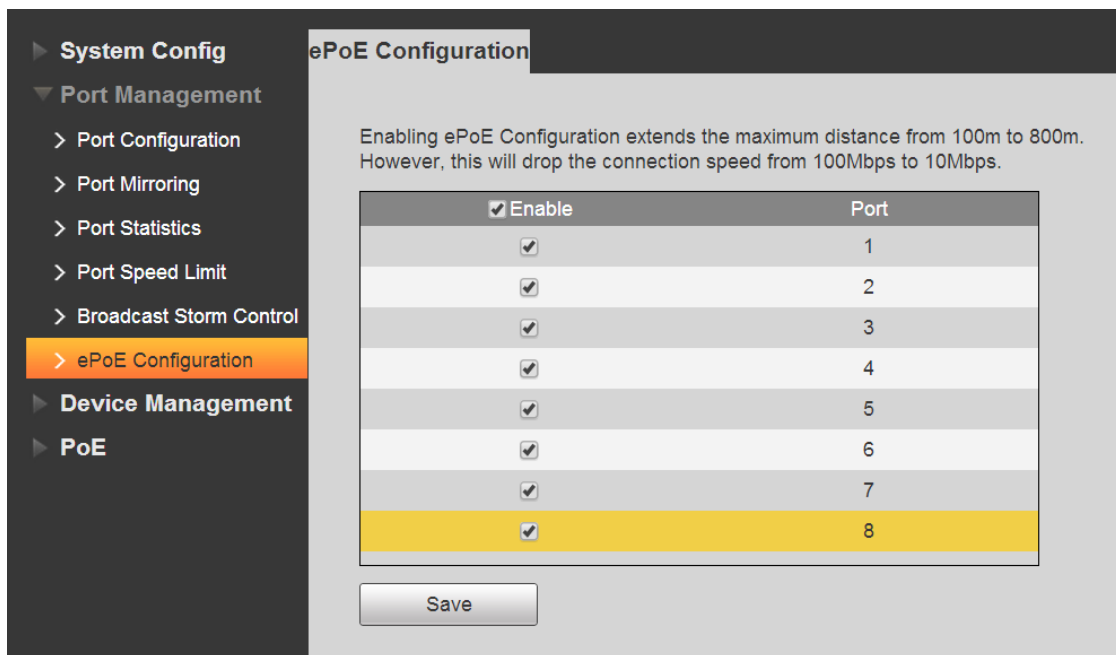 System Config
Port Management
Port Configuration
Port Mirroring
Port Statistics
Port Speed Limit
Broadcast Storm Control
ePoE Configuration
Device Management
PoE
ePoE Configuration
Enabling ePoE Configuration extends the maximum distance from 100m to 800m.
However, this will drop the connection speed from 100Mbps to 10Mbps.
Enable Port
1
2
3
4
5
6
7
8
Save